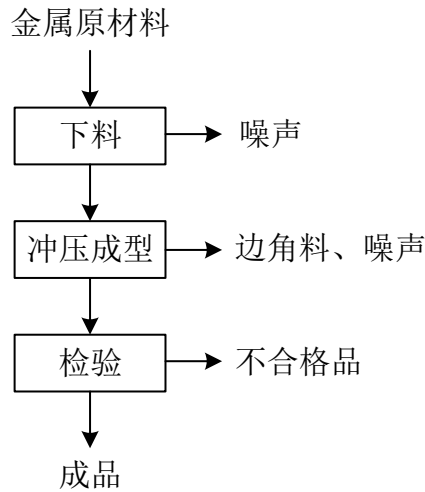 金属原材料
下料
噪声
冲压成型
边角料、噪声
检验
不合格品
成品